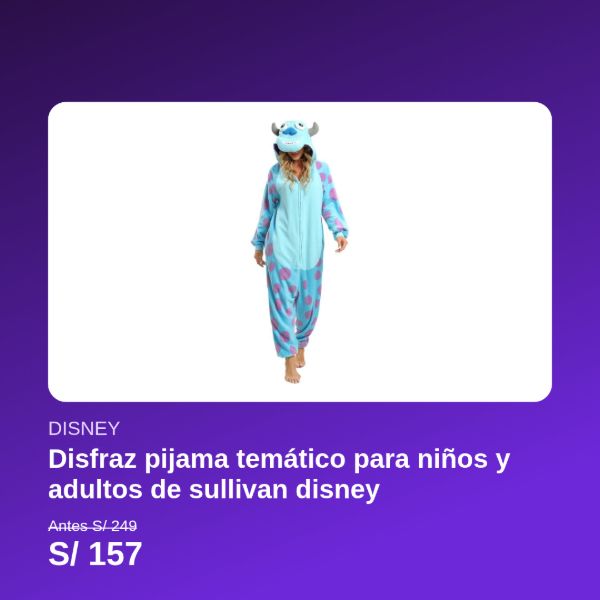 DISNEY
Disfraz pijama temático para niños y
adultos de sullivan disney
Antes S/ 249
S/ 157